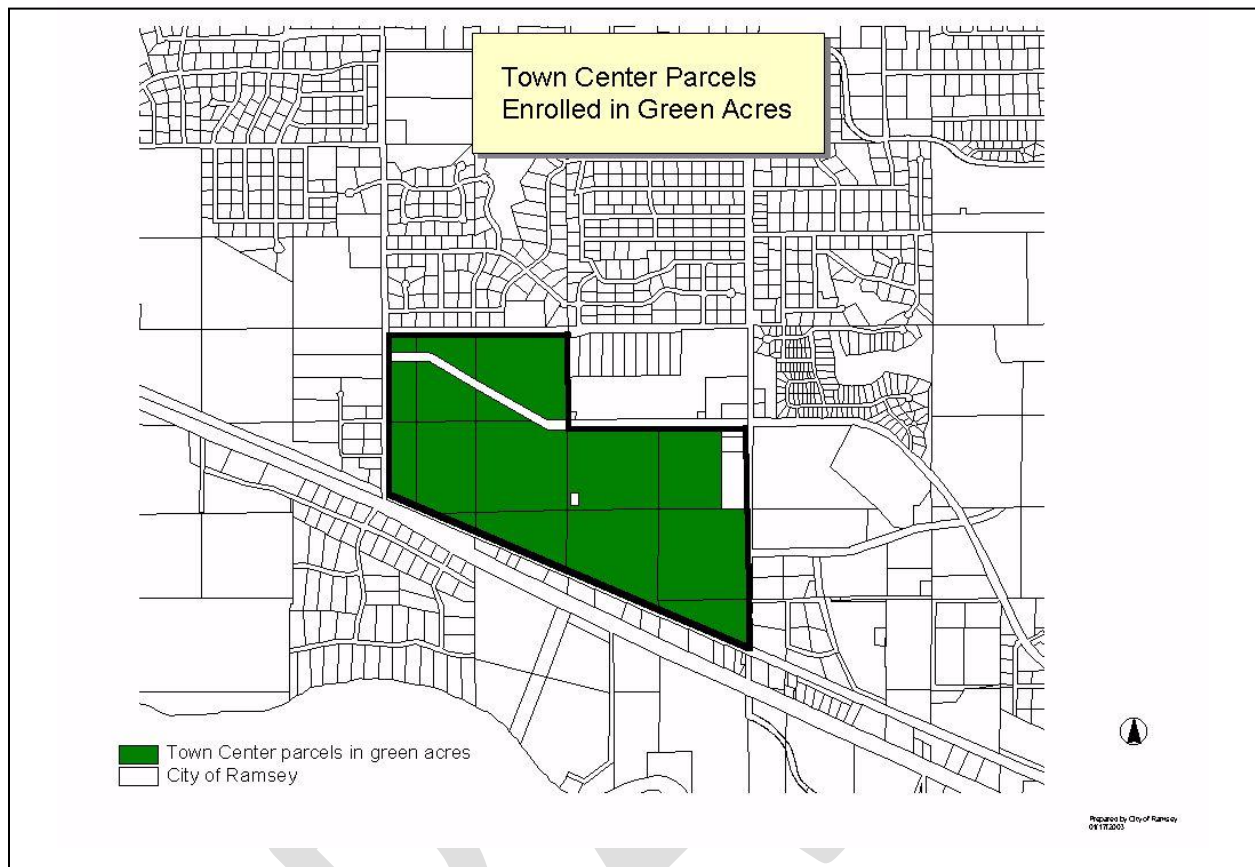 Town Center Parcels
Enrolled in Green Acres
Town Center parcels in green acres
City of Ramsey
Prepared by City of Ramsey